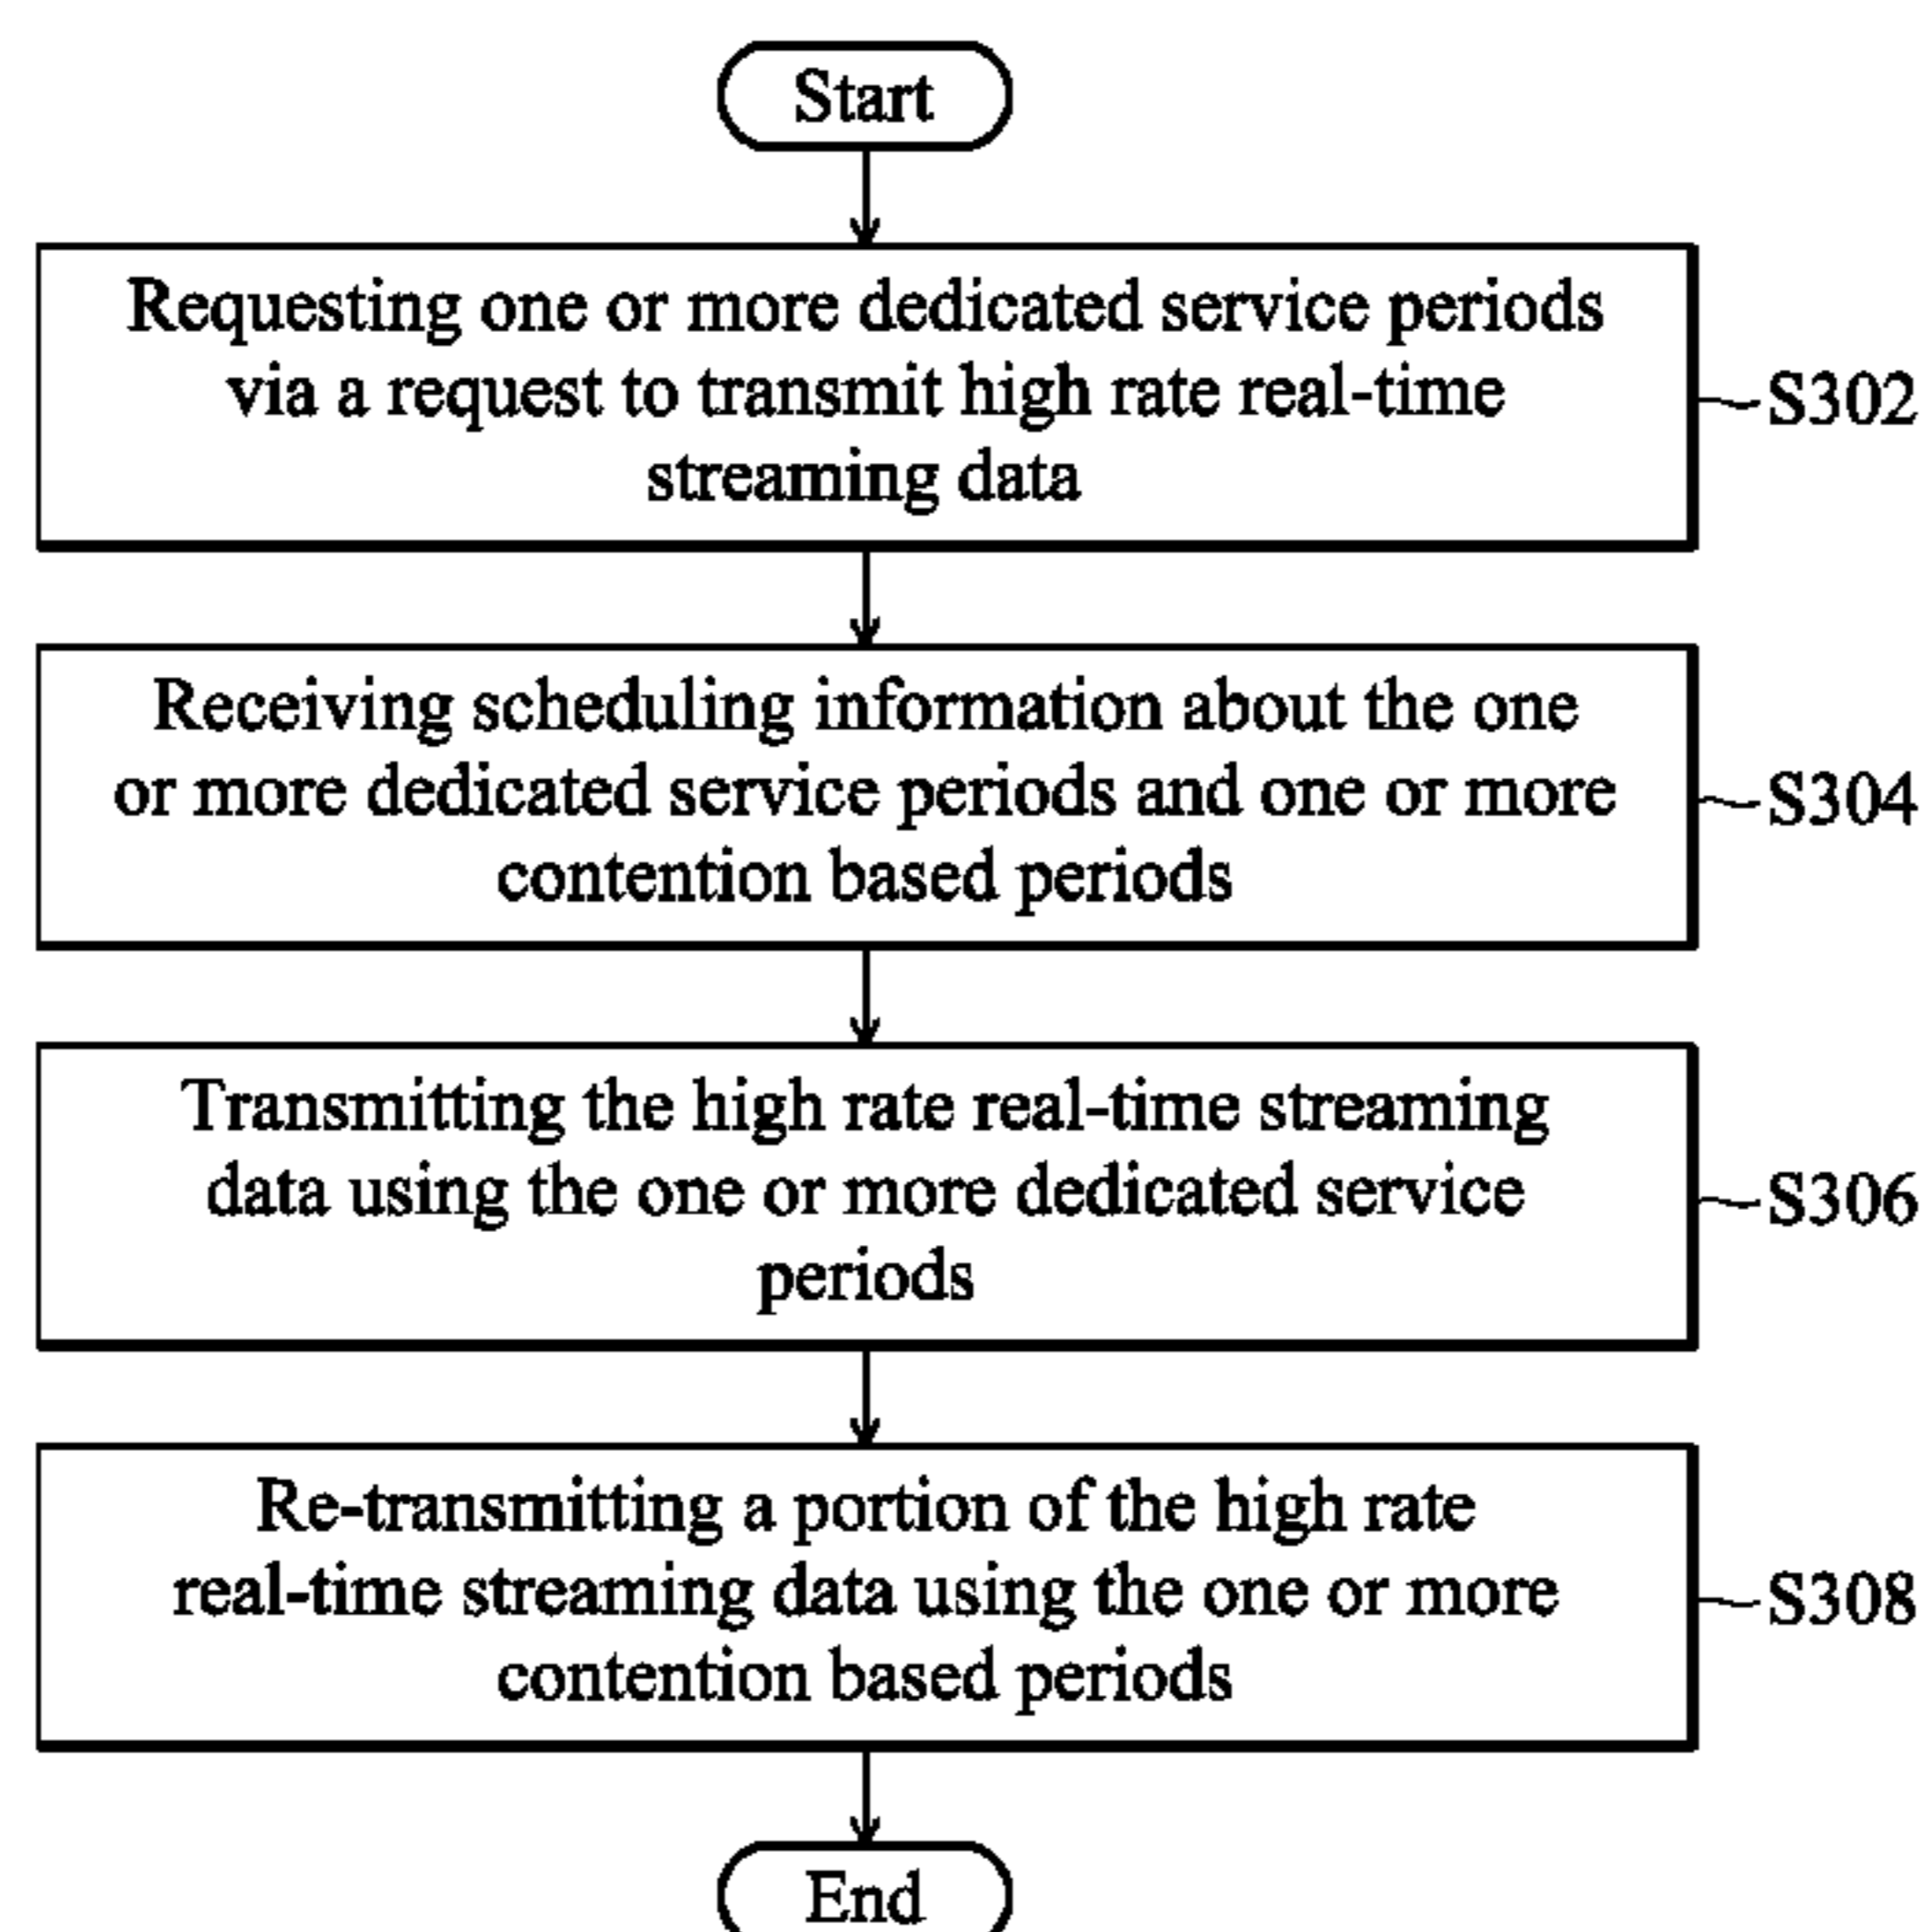 Start
Requesting one or more dedicated service periods
via a request to transmit high rate real-time
streaming data
S302
Receiving scheduling information about the one
or more dedicated service periods and one or more
contention based periods
S304
Transmitting the high rate real-time streaming
data using the one or more dedicated service
periods
S306
Re-transmitting a portion of the high rate
real-time streaming data using the one or more
contention based periods
S308
End